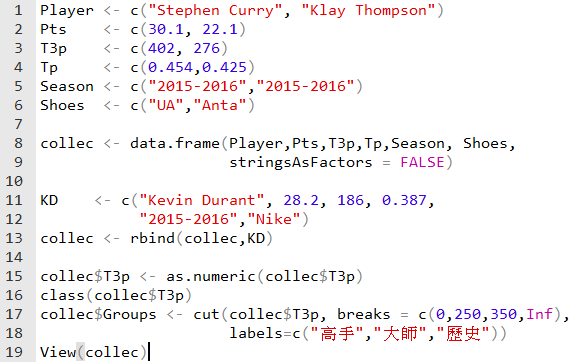 1 Player <- c("Stephen Curry", "Klay Thompson")
2 Pts    <- c(30.1, 22.1)
3 T3p    <- c(402, 276)
4 Tp     <- c(0.454,0.425)
5 Season <- c("2015-2016","2015-2016")
6 Shoes  <- c("UA","Anta")
7
8 collec <- data.frame(Player,Pts,T3p,Tp,Season, Shoes,
9                      stringsAsFactors = FALSE)
10
11 KD    <- c("Kevin Durant", 28.2, 186, 0.387,
12            "2015-2016","Nike")
13 collec <- rbind(collec,KD)
14
15 collec$T3p <- as.numeric(collec$T3p)
16 class(collec$T3p)
17 collec$Groups <- cut(collec$T3p, breaks = c(0,250,350,Inf),
18                      labels=c("高手","大師","歷史"))
19 View(collec)